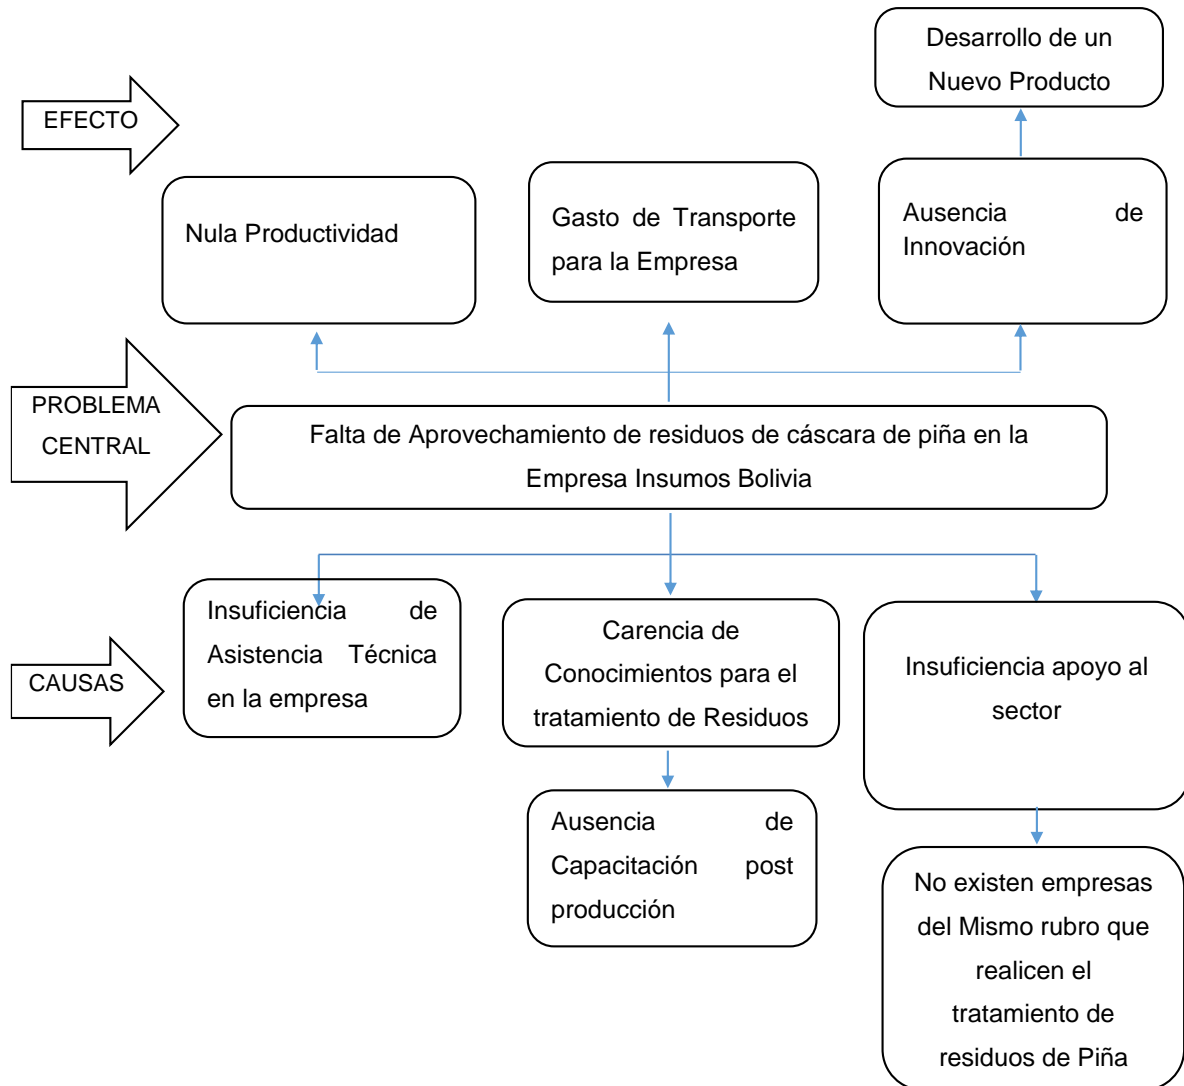 Desarrollo de un
Nuevo Producto
EFECTO
Nula Productividad
Gasto de Transporte
para la Empresa
Ausencia de
Innovación
PROBLEMA
CENTRAL
Falta de Aprovechamiento de residuos de cáscara de piña en la
Empresa Insumos Bolivia
CAUSAS
Insuficiencia de
Asistencia Técnica
en la empresa
Carencia de
Conocimientos para el
tratamiento de Residuos
Insuficiencia apoyo al
sector
Ausencia de
Capacitación post
producción
No existen empresas
del Mismo rubro que
realicen el
tratamiento de
residuos de Piña